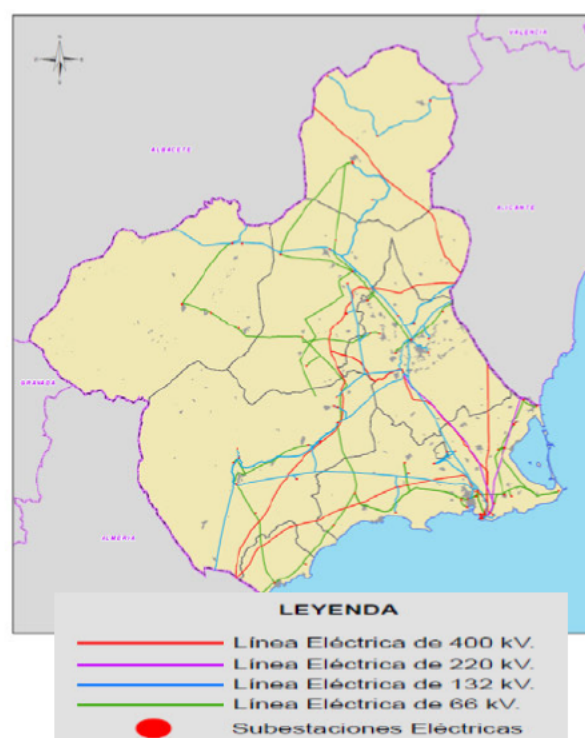 VALENCIA
ALBACETE
ALICANTE
GRANADA
ALMERIA
LEYENDA
Línea Eléctrica de 400 kV.
Línea Eléctrica de 220 kV.
Línea Eléctrica de 132 kV.
Línea Eléctrica de 66 kV.
Subestaciones Eléctricas